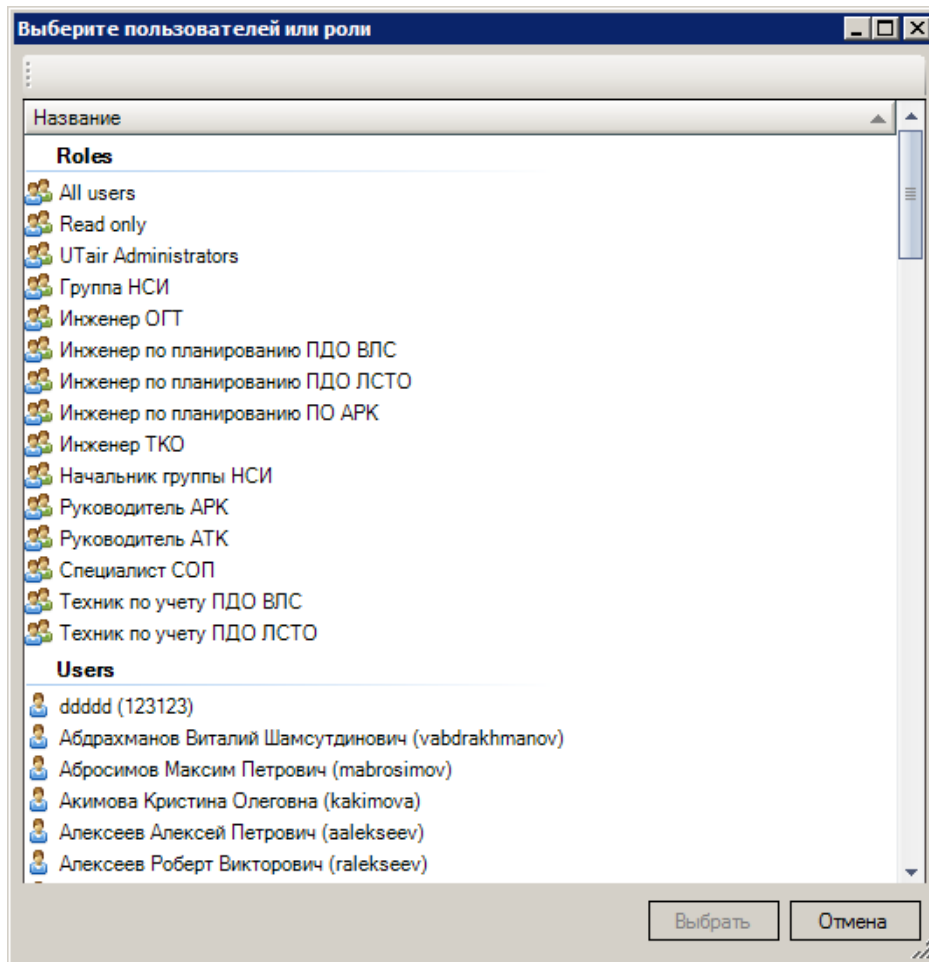 Выберите пользователей или роли
Название
Roles
All users
Read only
UTair Administrators
Группа НСИ
Инженер ОГТ
Инженер по планированию ПДО ВЛС
Инженер по планированию ПДО ЛСТО
Инженер по планированию ПО АРК
Инженер ТКО
Начальник группы НСИ
Руководитель АРК
Руководитель АТК
Специалист СОП
Техник по учету ПДО ВЛС
Техник по учету ПДО ЛСТО
Users
ddddd (123123)
Абдрахманов Виталий Шамсутдинович (vabdrakhmanov)
Абросимов Максим Петрович (mabrosimov)
Акимова Кристина Олеговна (kakimova)
Алексеев Алексей Петрович (aalekseev)
Алексеев Роберт Викторович (ralekseev)
Выбрать Отмена